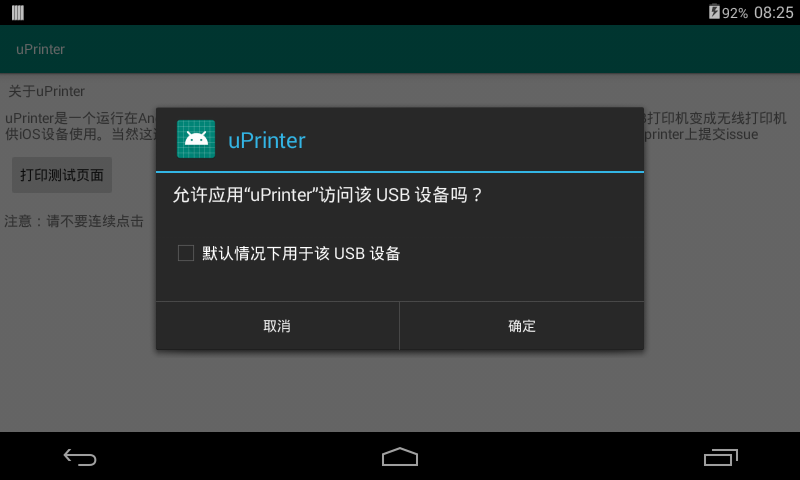 92% 08:25
uPrinter
关于uPrinter
uPrinter是一个运行在An
打印机变成无线打印机
供iOS设备使用。当然这
printer上提交issue
打印测试页面
注意：请不要连续点击
uPrinter
允许应用“uPrinter”访问该 USB 设备吗？
默认情况下用于该 USB 设备
取消
确定